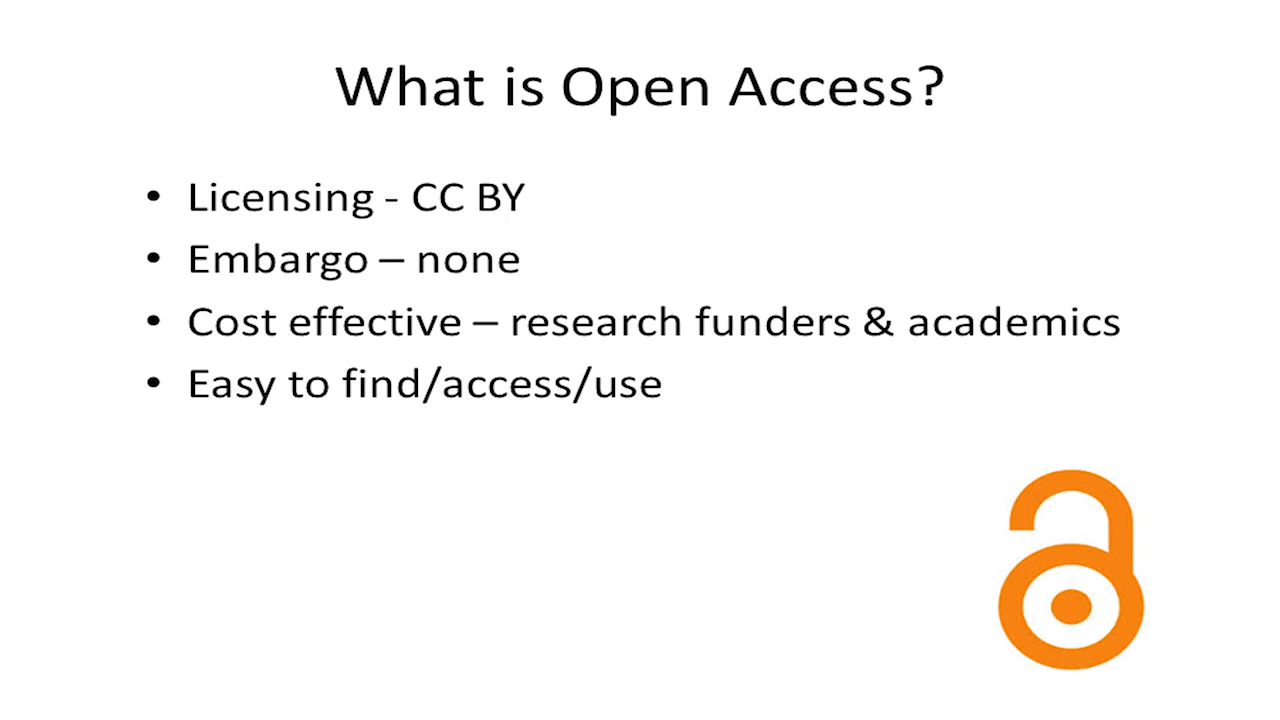 What is Open Access?
• Licensing - CC BY
• Embargo – none
• Cost effective – research funders & academics
• Easy to find/access/use